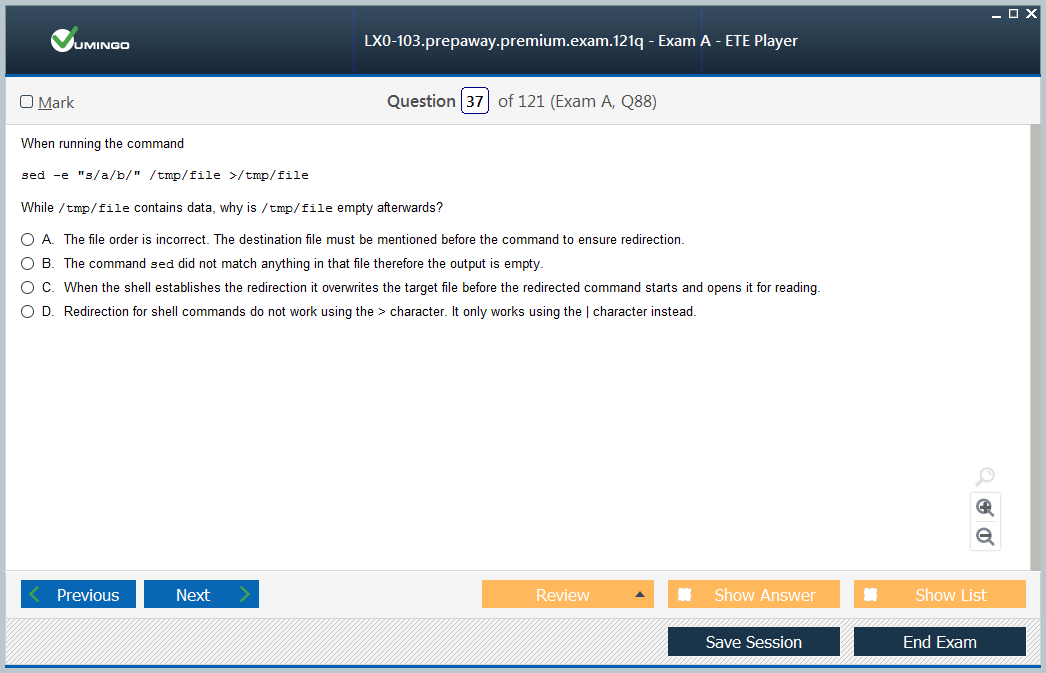 VUMINGO
LX0-103.prepaway.premium.exam.121q - Exam A - ETE Player
Mark
Question 37 of 121 (Exam A, Q88)
When running the command
sed -e "s/a/b/" /tmp/file >/tmp/file
While /tmp/file contains data, why is /tmp/file empty afterwards?
A. The file order is incorrect. The destination file must be mentioned before the command to ensure redirection.
B. The command sed did not match anything in that file therefore the output is empty.
C. When the shell establishes the redirection it overwrites the target file before the redirected command starts and opens it for reading.
D. Redirection for shell commands do not work using the > character. It only works using the | character instead.
Previous Next Review Show Answer Show List
Save Session End Exam